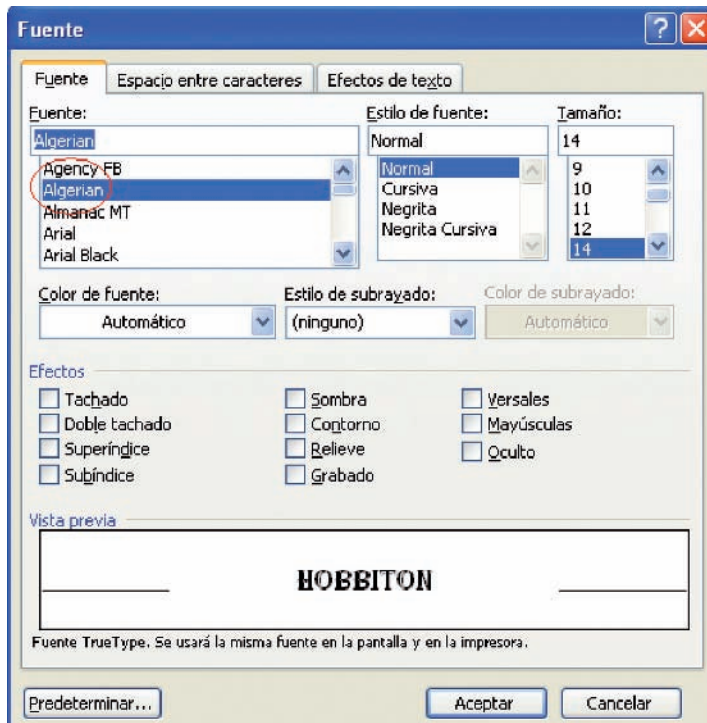 Fuente
Fuente Espacio entre caracteres Efectos de texto
Fuente: Estilo de fuente: Tamaño:
Algerian Normal 14
Agency FB Normal 9
Algerian Cursiva 10
Almanac MT Negrita 11
Arial Negrita Cursiva 12
Arial Black 14
Color de fuente: Estilo de subrayado: Color de subrayado:
Automático (ninguno) Automático
Efectos
Tachado Sombra Versales
Doble tachado Contorno Mayúsculas
Superíndice Relieve Oculto
Subíndice Grabado
Vista previa
HOBBITON
Fuente TrueType. Se usará la misma fuente en la pantalla y en la impresora.
Predeterminar... Aceptar Cancelar